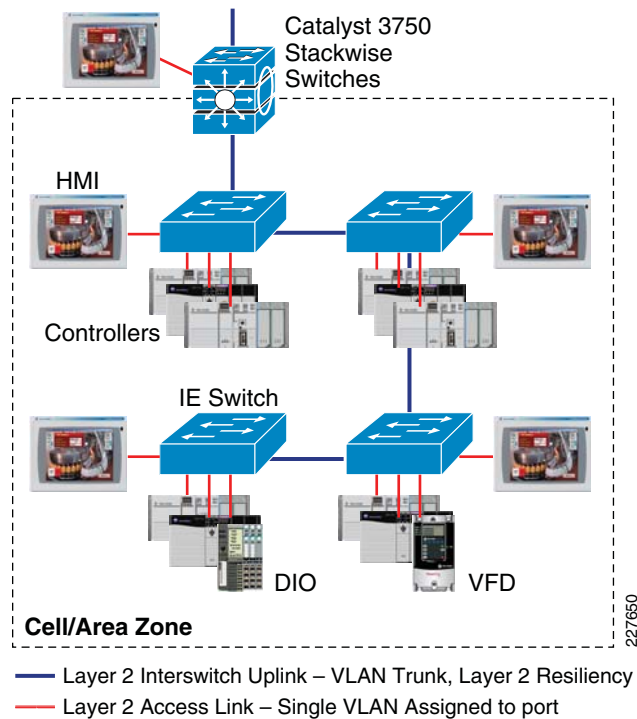 Catalyst 3750
Stackwise
Switches
HMI
Controllers
IE Switch
DIO
VFD
Cell/Area Zone
227650
Layer 2 Interswitch Uplink – VLAN Trunk, Layer 2 Resiliency
Layer 2 Access Link – Single VLAN Assigned to port